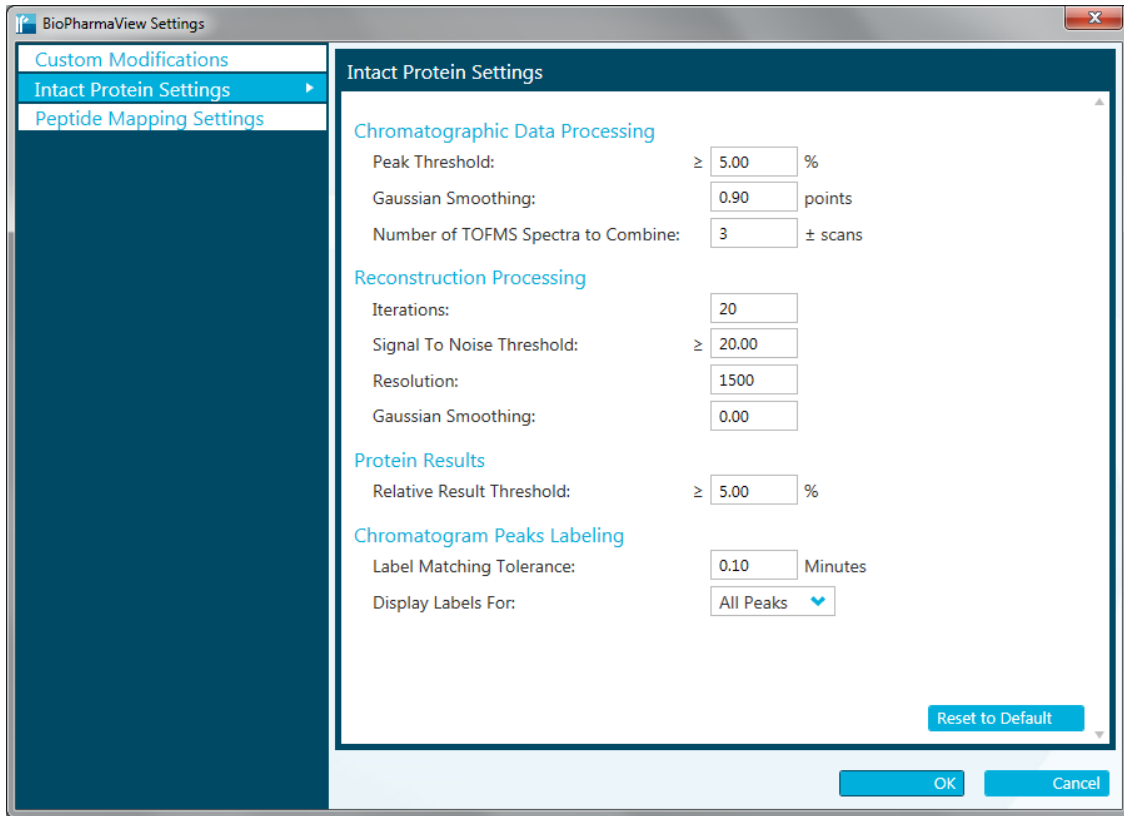 BioPharmaView Settings
Custom Modifications
Intact Protein Settings
Peptide Mapping Settings
Intact Protein Settings
Chromatographic Data Processing
Peak Threshold: ≥ 5.00 %
Gaussian Smoothing: 0.90 points
Number of TOFMS Spectra to Combine: 3 ± scans
Reconstruction Processing
Iterations: 20
Signal To Noise Threshold: ≥ 20.00
Resolution: 1500
Gaussian Smoothing: 0.00
Protein Results
Relative Result Threshold: ≥ 5.00 %
Chromatogram Peaks Labeling
Label Matching Tolerance: 0.10 Minutes
Display Labels For: All Peaks
Reset to Default
OK Cancel